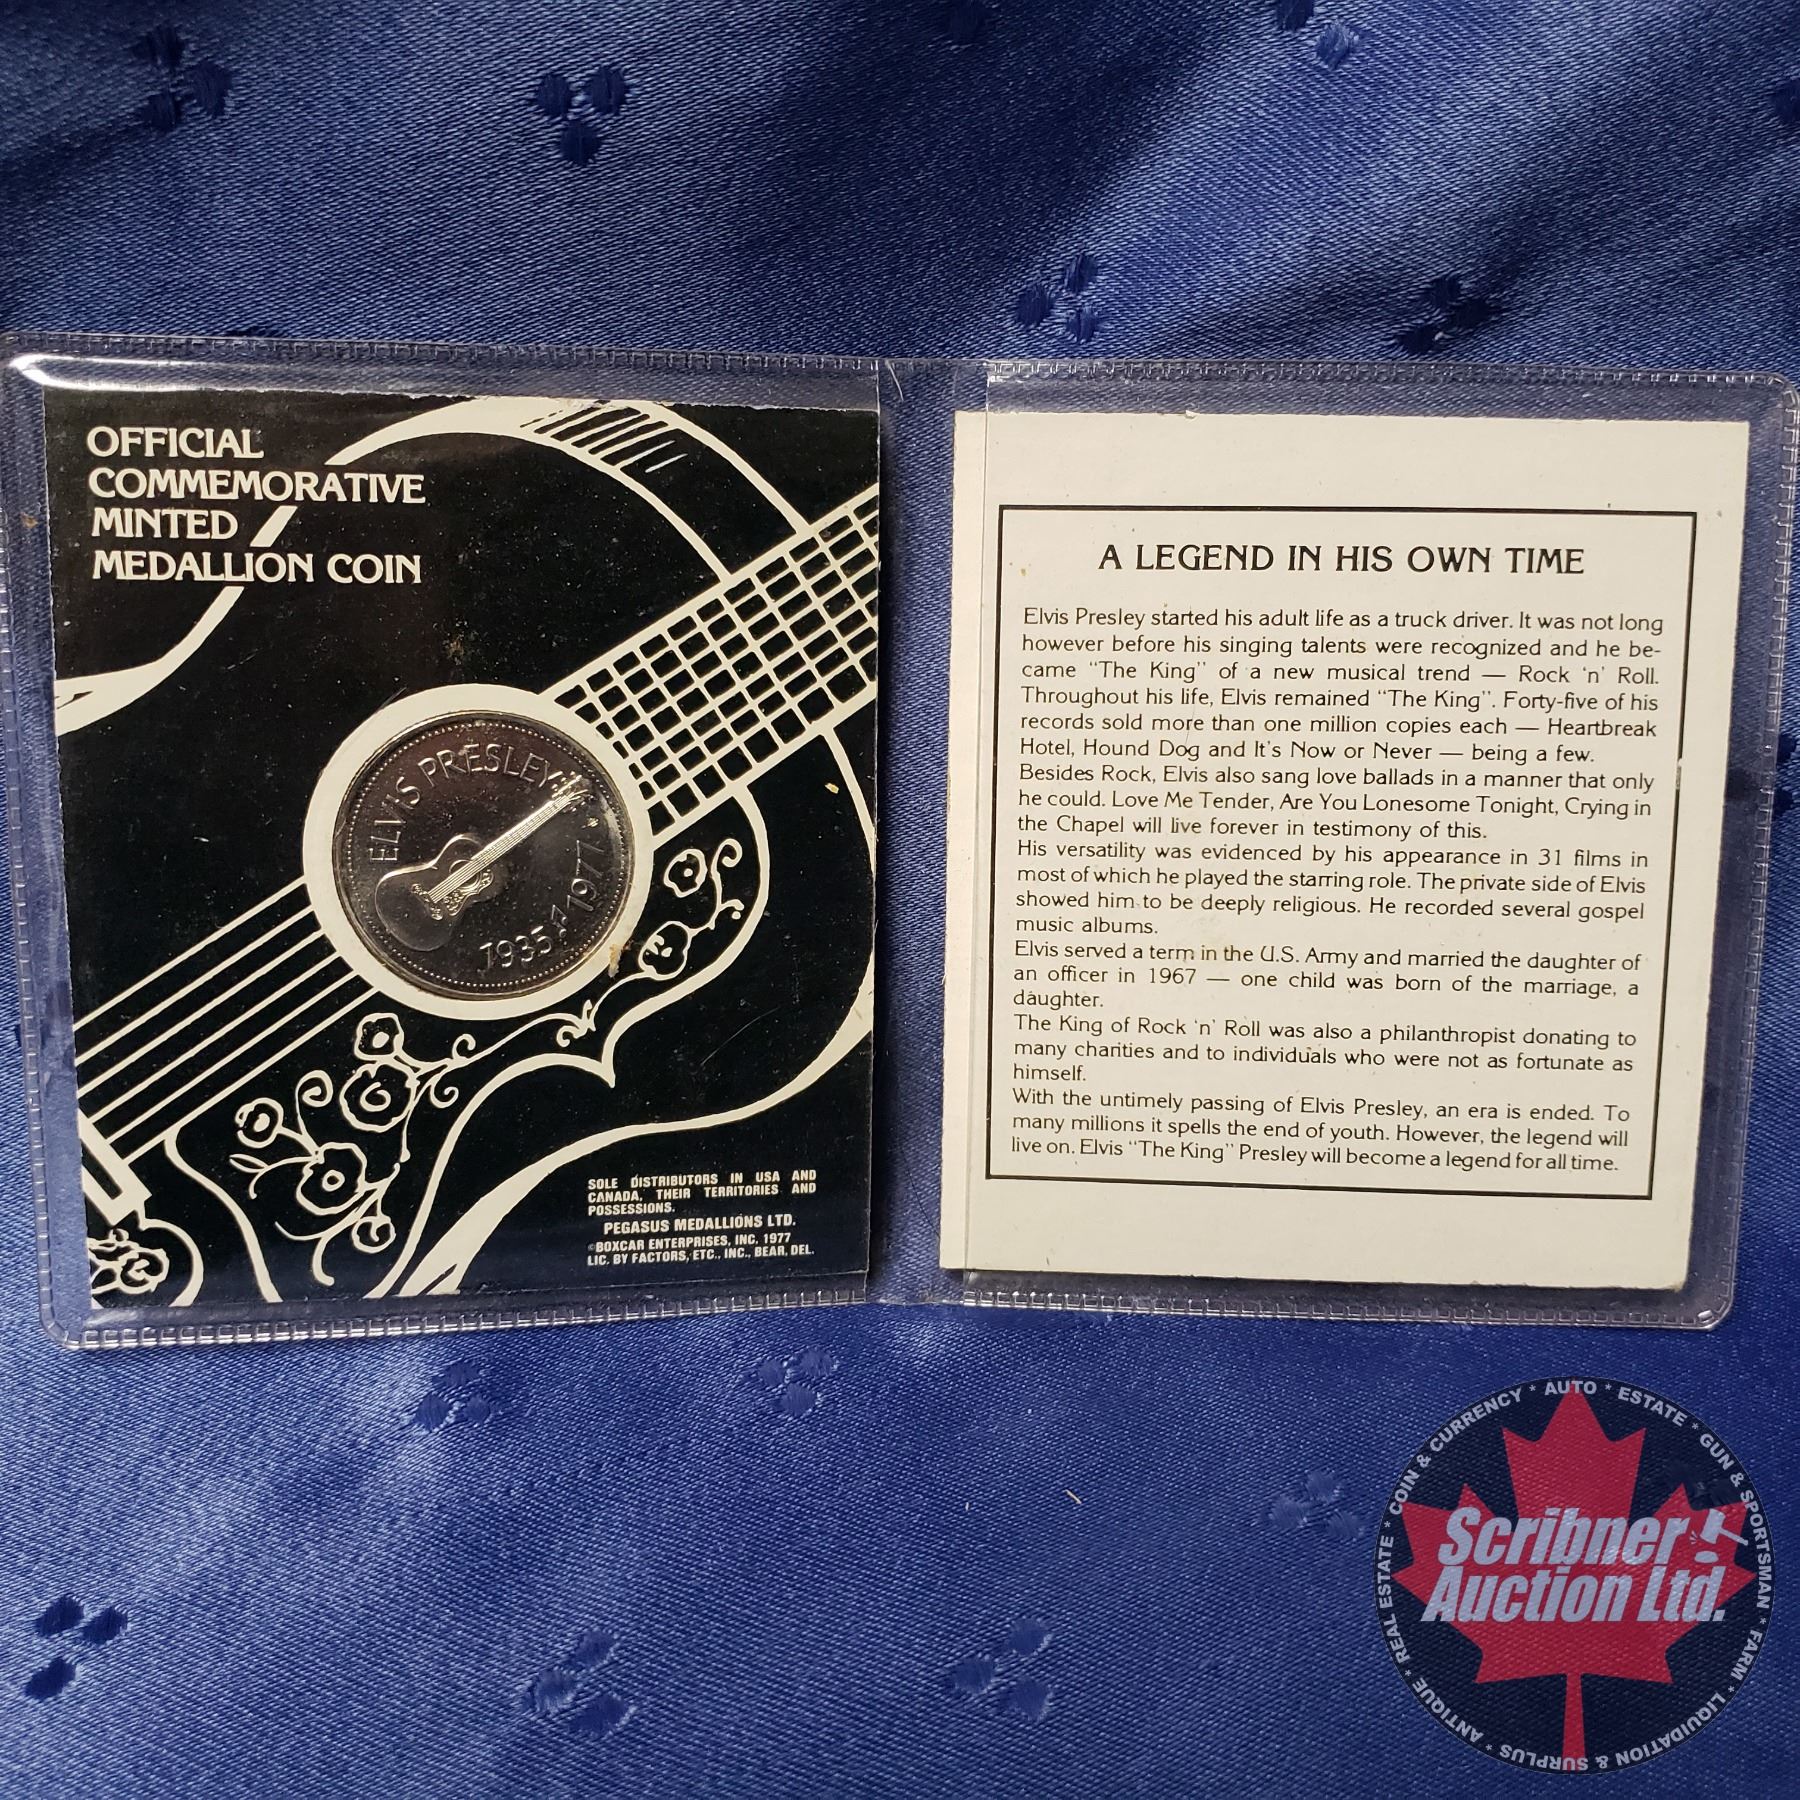 OFFICIAL
COMMEMORATIVE
MINTED
MEDALLION COIN
ELVIS PRESLEY
1935 1977
SOLE DISTRIBUTORS IN USA AND
CANADA, THEIR TERRITORIES AND
POSSESSIONS.
PEGASUS MEDALLIONS LTD.
©BOXCAR ENTERPRISES, INC. 1977
LIC. BY FACTORS, ETC., INC., BEAR, DEL.
A LEGEND IN HIS OWN TIME
Elvis Presley started his adult life as a truck driver. It was not long
however before his singing talents were recognized and he be-
came "The King" of a new musical trend — Rock 'n' Roll.
Throughout his life, Elvis remained "The King". Forty-five of his
records sold more than one million copies each — Heartbreak
Hotel, Hound Dog and It's Now or Never — being a few.
Besides Rock, Elvis also sang love ballads in a manner that only
he could. Love Me Tender, Are You Lonesome Tonight, Crying in
the Chapel will live forever in testimony of this.
His versatility was evidenced by his appearance in 31 films in
most of which he played the starring role. The private side of Elvis
showed him to be deeply religious. He recorded several gospel
music albums.
Elvis served a term in the U.S. Army and married the daughter of
an officer in 1967 — one child was born of the marriage, a
daughter.
The King of Rock 'n' Roll was also a philanthropist donating to
many charities and to individuals who were not as fortunate as
himself.
With the untimely passing of Elvis Presley, an era is ended. To
many millions it spells the end of youth. However, the legend will
live on. Elvis "The King" Presley will become a legend for all time.
Scribner
Auction Ltd.
* COIN & CURRENCY * AUTO * ESTATE * GUN & SPORTSMAN * FARM * LIQUIDATION & SURPLUS * ANTIQUE * REAL ESTATE